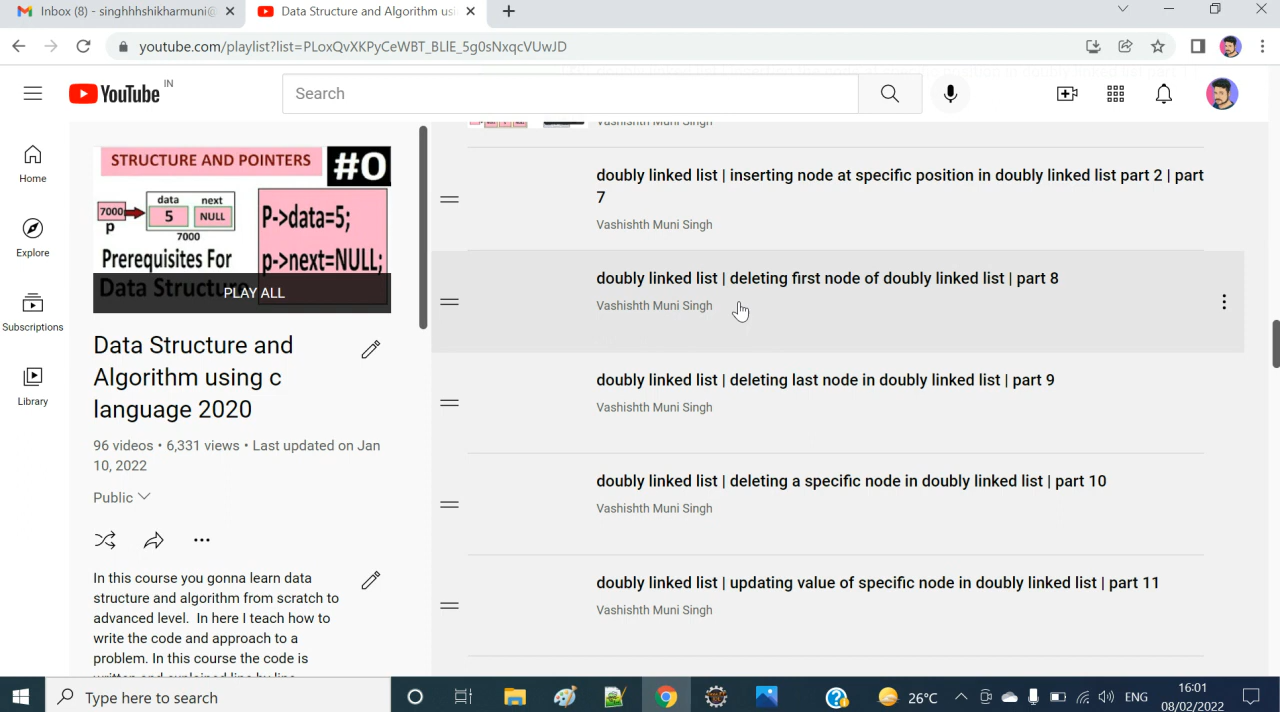 Inbox (8) - singhhhshikharmuni@
Data Structure and Algorithm usi
youtube.com/playlist?list=PLoxQvXKPyCeWBT_BLlE_5g0sNxqcVUwJD
YouTube IN
Search
Home
Explore
Subscriptions
Library
STRUCTURE AND POINTERS
#0
data next
7000 5 NULL
p
7000
P->data=5;
p->next=NULL;
Prerequisites For
Data Structure
PLAY ALL
Data Structure and
Algorithm using c
language 2020
96 videos • 6,331 views • Last updated on Jan
10, 2022
Public
In this course you gonna learn data
structure and algorithm from scratch to
advanced level. In here I teach how to
write the code and approach to a
problem. In this course the code is
written and explained line by line
Vashishth Muni Singh
doubly linked list | inserting node at specific position in doubly linked list part 2 | part
7
Vashishth Muni Singh
doubly linked list | deleting first node of doubly linked list | part 8
Vashishth Muni Singh
doubly linked list | deleting last node in doubly linked list | part 9
Vashishth Muni Singh
doubly linked list | deleting a specific node in doubly linked list | part 10
Vashishth Muni Singh
doubly linked list | updating value of specific node in doubly linked list | part 11
Vashishth Muni Singh
Type here to search
26°C
ENG
16:01
08/02/2022